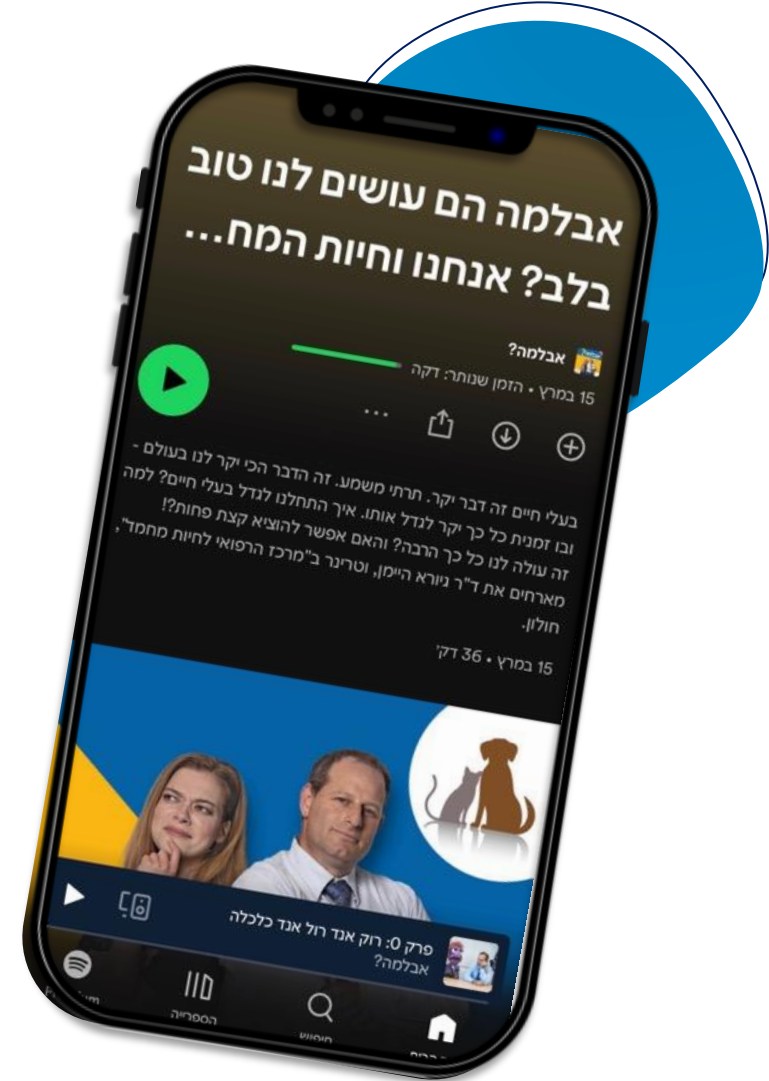 אבלמה הם עושים לנו טוב
בלב? אנחנו וחיות המח...
אבלמה?
15 במרץ • הזמן שנותר: דקה
בעלי חיים זה דבר יקר. תרתי משמע. זה הדבר הכי יקר לנו בעולם -
ובו זמנית כל כך יקר לגדל אותו. איך התחלנו לגדל בעלי חיים? למה
זה עולה לנו כל כך הרבה? והאם אפשר להוציא קצת פחות?!
מארחים את ד"ר גיורא היימן, וטרינר ב"מרכז הרפואי לחיות מחמד",
חולון.
15 במרץ • 36 דק'
פרק 0: רוק אנד רול אנד כלכלה
אבלמה?
חיפוש
הספרייה